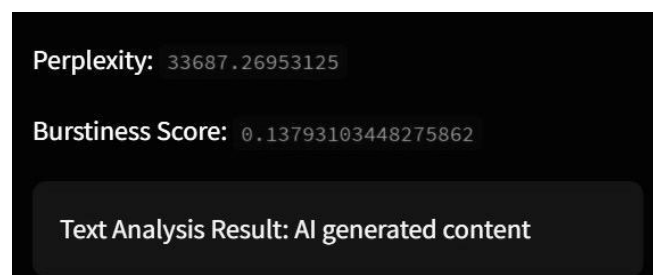 Perplexity: 33687.26953125
Burstiness Score: 0.13793103448275862
Text Analysis Result: AI generated content